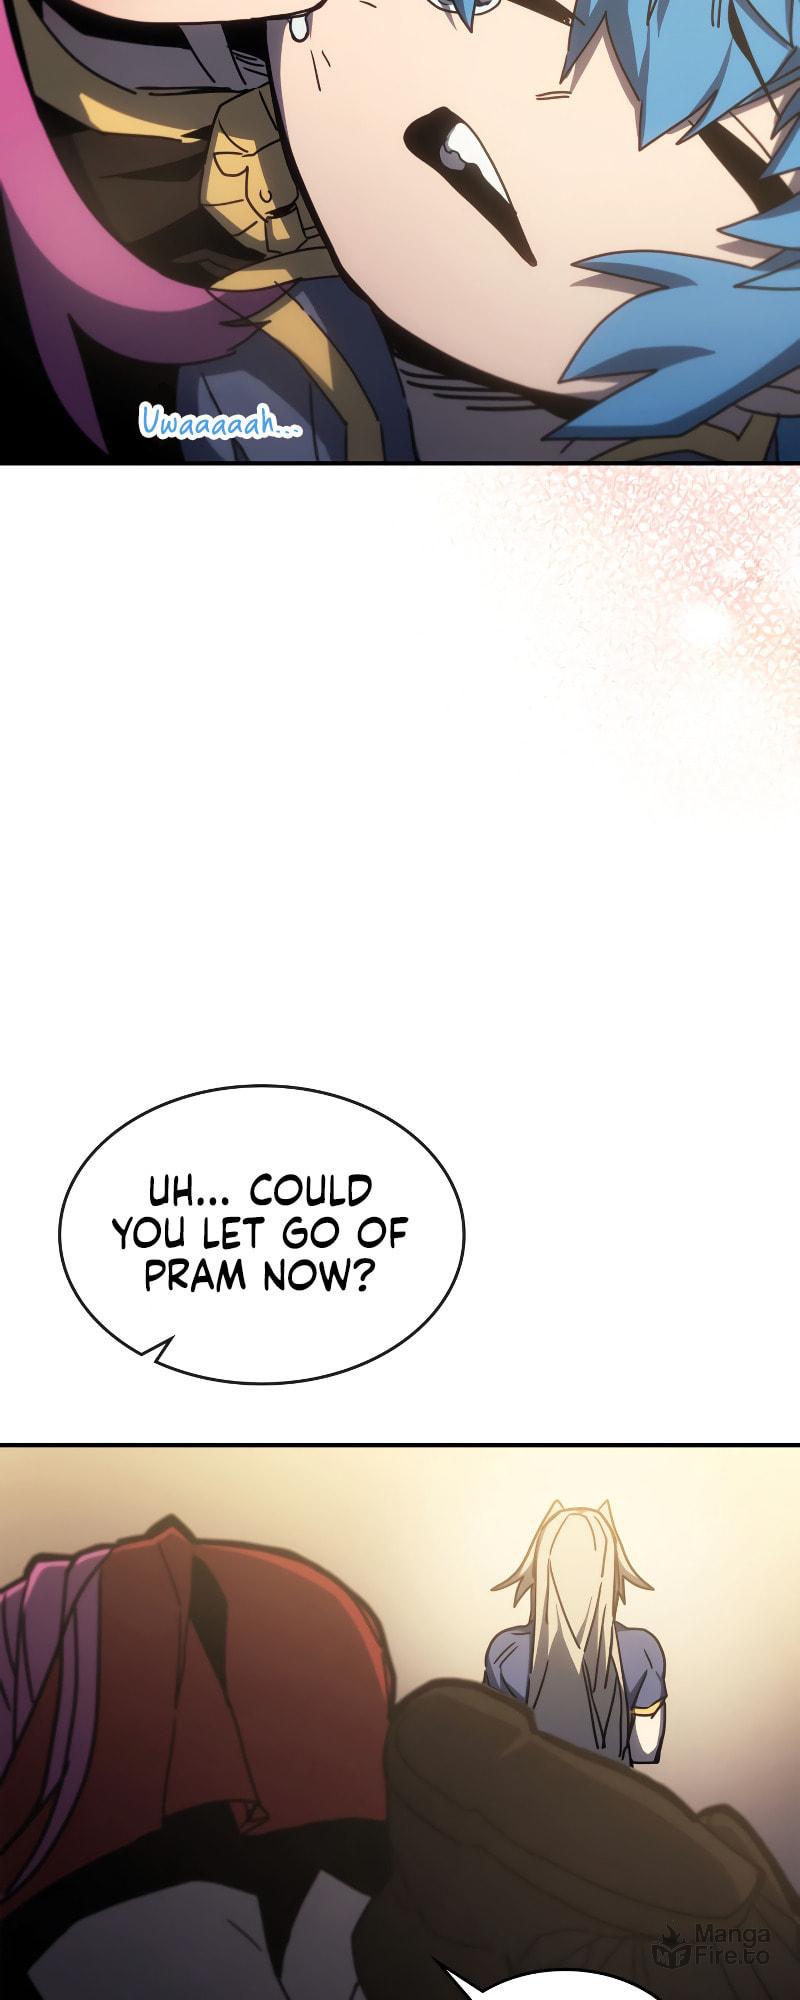 Uwaaaaah...
UH... COULD
YOU LET GO OF
PRAM NOW?
Manga
Fire.to